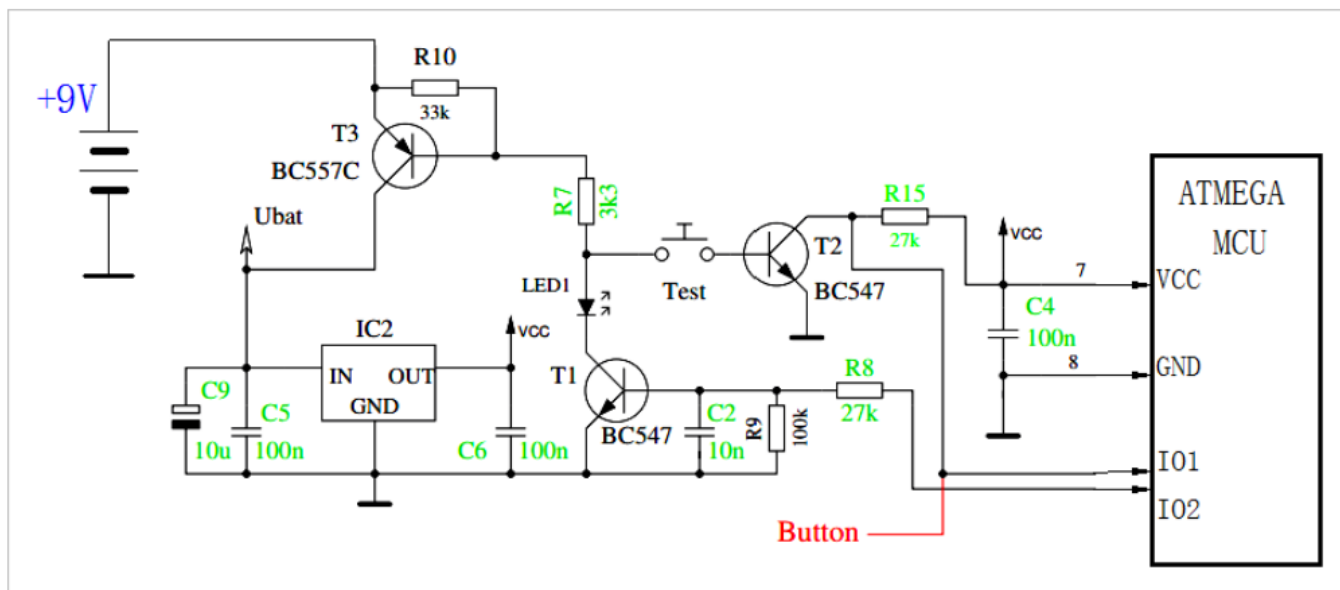 +9V
R10
33k
T3
BC557C
R7
3k3
Ubat
LED1
Test
T2
BC547
R15
27k
VCC
7
C4
100n
8
ATMEGA
MCU
VCC
GND
IO1
IO2
IC2
IN OUT
GND
VCC
C9
10u
C5
100n
C6
100n
T1
BC547
C2
10n
R9
100k
R8
27k
Button